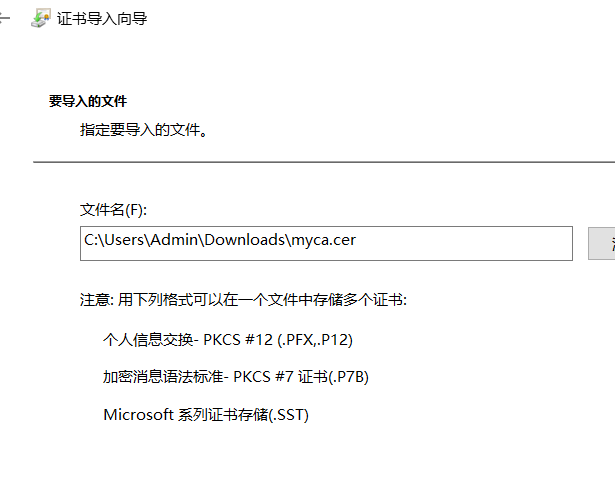 证书导入向导
要导入的文件
指定要导入的文件。
文件名(F):
C:\Users\Admin\Downloads\myca.cer
注意: 用下列格式可以在一个文件中存储多个证书:
个人信息交换- PKCS #12 (.PFX,.P12)
加密消息语法标准- PKCS #7 证书(.P7B)
Microsoft 系列证书存储(.SST)